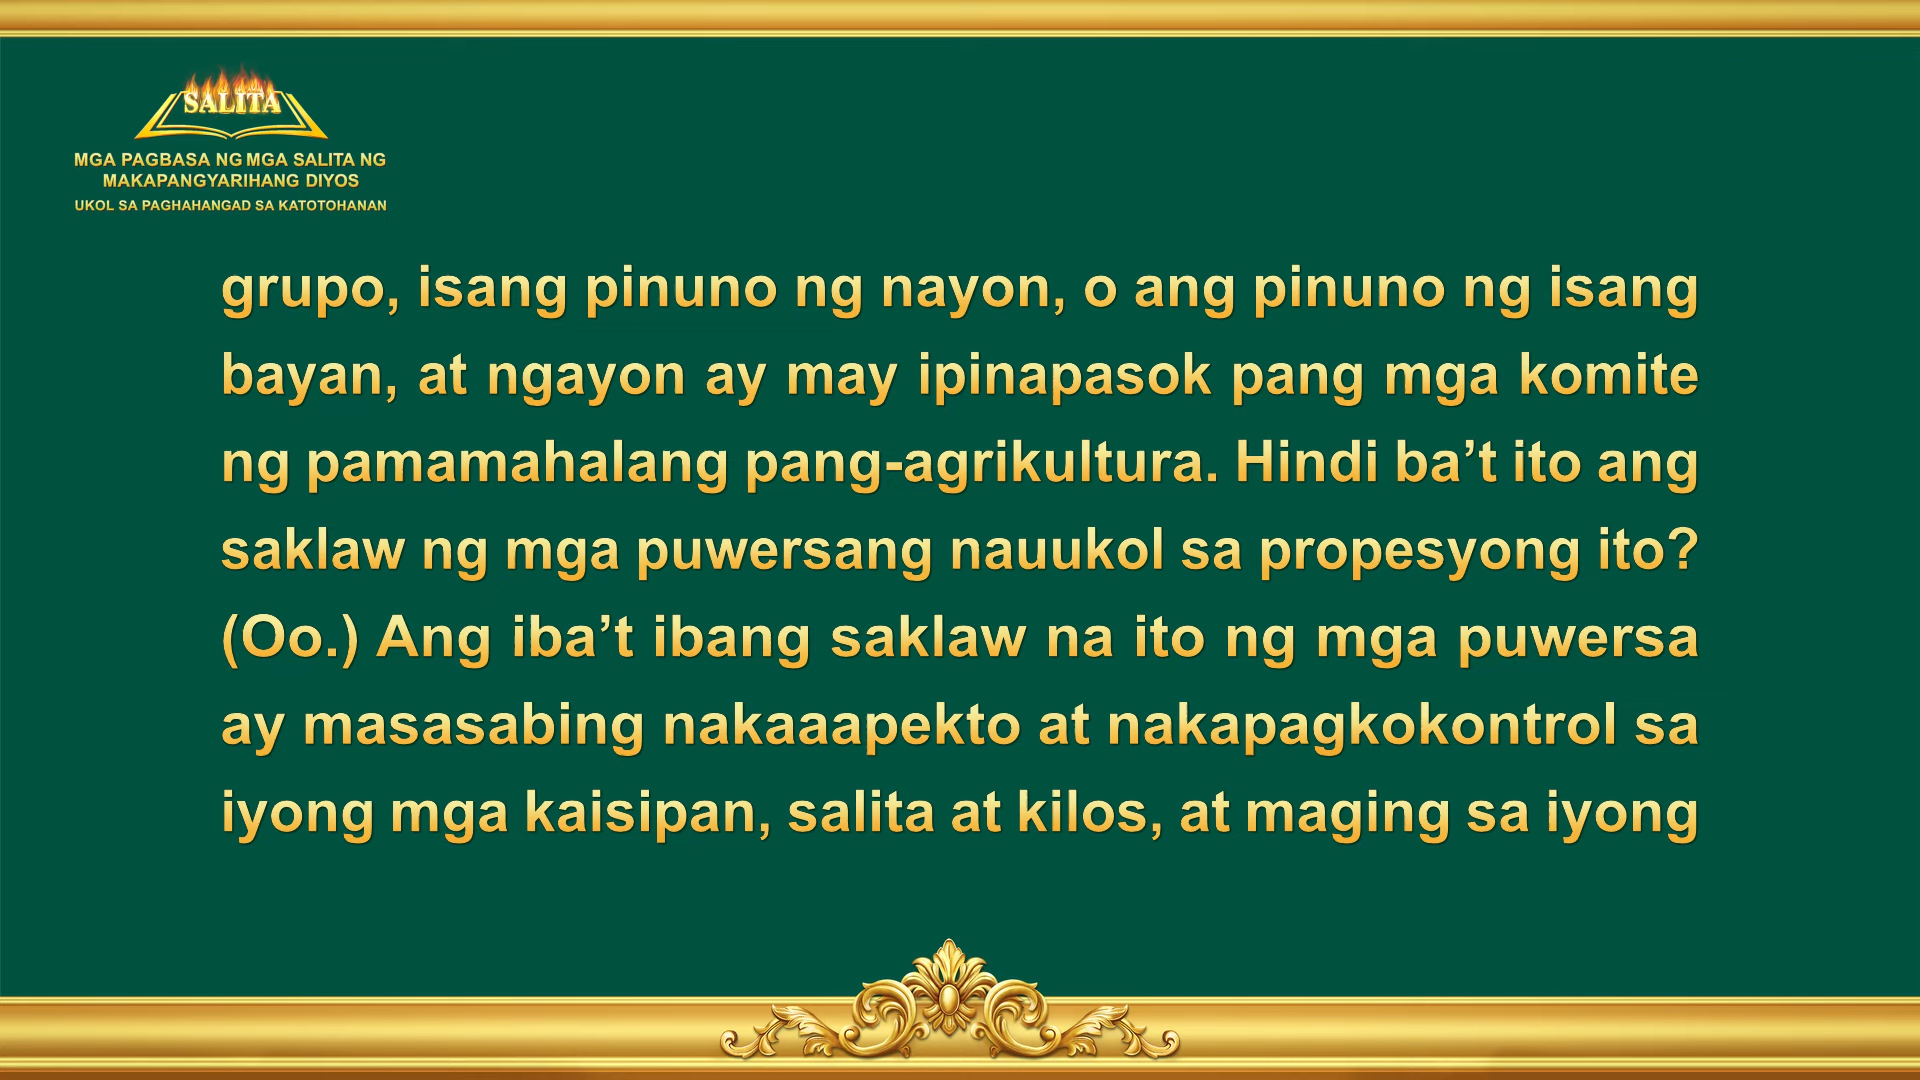 SALITA
MGA PAGBASA NG MGA SALITA NG
MAKAPANGYARIHANG DIYOS
UKOL SA PAGHAHANGAD SA KATOTOHANAN
grupo, isang pinuno ng nayon, o ang pinuno ng isang
bayan, at ngayon ay may ipinapasok pang mga komite
ng pamamahalang pang-agrikultura. Hindi ba’t ito ang
saklaw ng mga puwersang nauukol sa propesyong ito?
(Oo.) Ang iba’t ibang saklaw na ito ng mga puwersa
ay masasabing nakaaapekto at nakapagkokontrol sa
iyong mga kaisipan, salita at kilos, at maging sa iyong